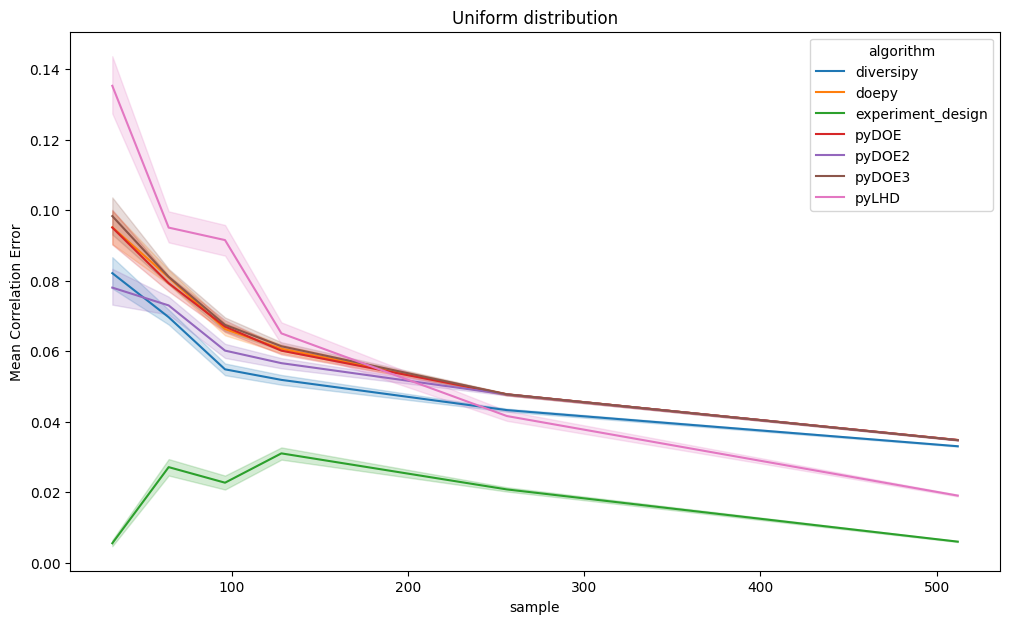 Uniform distribution
Mean Correlation Error
0.14
0.12
0.10
0.08
0.06
0.04
0.02
0.00
100
200
300
400
500
sample
algorithm
diversipy
doepy
experiment_design
pyDOE
pyDOE2
pyDOE3
pyLHD